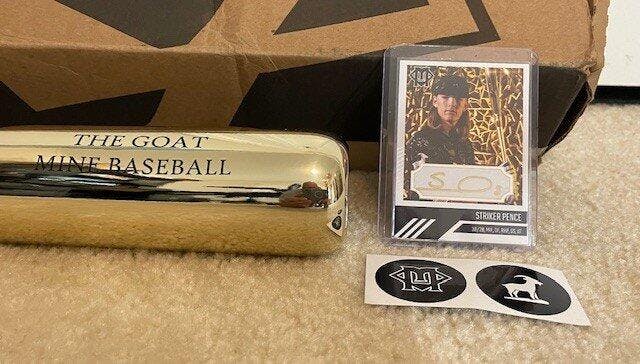 THE GOAT
MINE BASEBALL
STRIKER PENCE